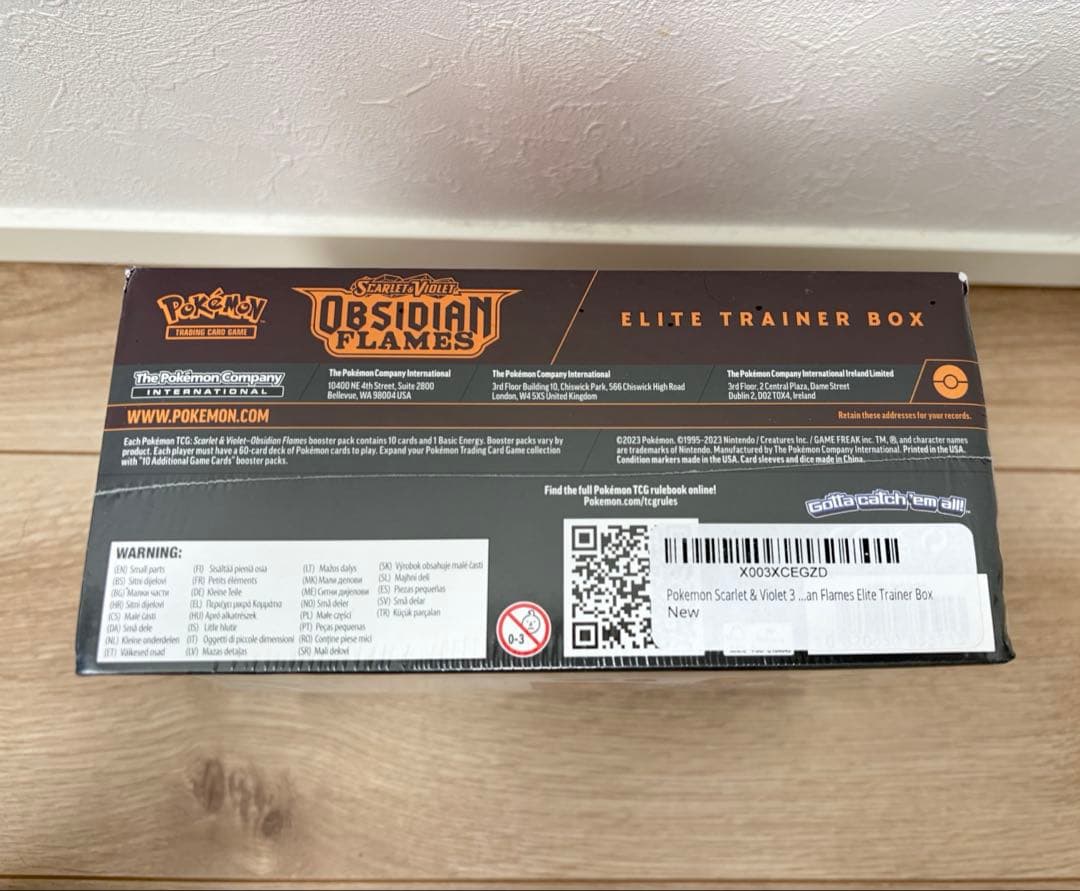 POKéMON
TRADING CARD GAME
SCARLET & VIOLET
OBSIDIAN
FLAMES
ELITE TRAINER BOX
The Pokémon Company
INTERNATIONAL
The Pokémon Company International
10400 NE 4th Street, Suite 2800
Bellevue, WA 98004 USA
The Pokémon Company International
3rd Floor Building 10, Chiswick Park, 566 Chiswick High Road
London, W4 5XS United Kingdom
The Pokémon Company International Ireland Limited
3rd Floor, 2 Central Plaza, Dame Street
Dublin 2, D02 T0X4, Ireland
WWW.POKEMON.COM
Retain these addresses for your records.
Each Pokémon TCG: Scarlet & Violet–Obsidian Flames booster pack contains 10 cards and 1 Basic Energy. Booster packs vary by
product. Each player must have a 60-card deck of Pokémon cards to play. Expand your Pokémon Trading Card Game collection
with "10 Additional Game Cards" booster packs.
©2023 Pokémon. ©1995-2023 Nintendo / Creatures Inc. / GAME FREAK inc. TM, ®, and character names
are trademarks of Nintendo. Manufactured by The Pokémon Company International. Printed in the USA.
Condition markers made in the USA. Card sleeves and dice made in China.
Find the full Pokémon TCG rulebook online!
Pokemon.com/tcgrules
Gotta catch 'em all!
WARNING:
(EN) Small parts
(BS) Sitni dijelovi
(BG) Малки части
(HR) Sitni dijelovi
(CS) Malé části
(DA) Små dele
(NL) Kleine onderdelen
(ET) Väikesed osad
(FI) Sisältää pieniä osia
(FR) Petits éléments
(DE) Kleine Teile
(EL) Περιέχει μικρά Κομμάτια
(HU) Apró alkatrészek
(IS) Litle hlutir
(IT) Oggetti di piccole dimensioni
(LV) Mazas detaļas
(LT) Mažos dalys
(MK) Мали делови
(ME) Ситни дијелови
(NO) Små deler
(PL) Małe części
(PT) Peças pequenas
(RO) Conține piese mici
(SR) Mali delovi
(SK) Výrobok obsahuje malé časti
(SL) Majhni deli
(ES) Piezas pequeñas
(SV) Små delar
(TR) Küçük parçaları
0-3
X003XCEGZD
Pokemon Scarlet & Violet 3 ...an Flames Elite Trainer Box
New